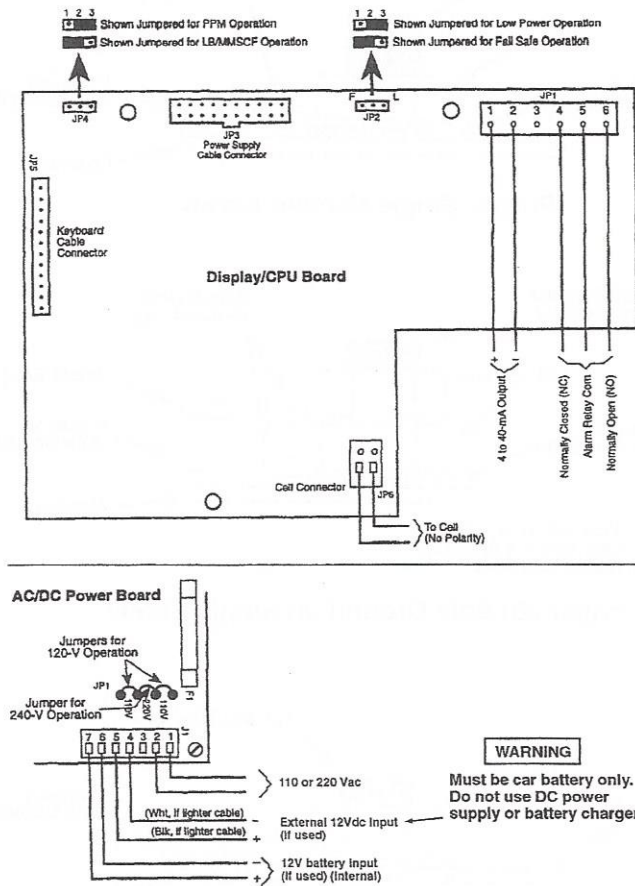 1 2 3
Shown Jumpered for PPM Operation
Shown Jumpered for LB/MMSCF Operation
1 2 3
Shown Jumpered for Low Power Operation
Shown Jumpered for Fail Safe Operation
JP4
JP3
Power Supply
Cable Connector
F L
JP2
JP1
1 2 3 4 5 6
JP5
Keyboard
Cable
Connector
Display/CPU Board
+ −
4 to 40-mA Output
Normally Closed (NC)
Alarm Relay Com
Normally Open (NO)
Cell Connector
JP6
To Cell
(No Polarity)
AC/DC Power Board
Jumpers for
120-V Operation
JP1
Jumper for
240-V Operation
110V
220V
110V
F1
J1
7 6 5 4 3 2 1
110 or 220 Vac
(Wht, if lighter cable) −
External 12Vdc Input
(if used)
(Blk, if lighter cable) +
− 12V battery input
+ (if used) (Internal)
WARNING
Must be car battery only.
Do not use DC power
supply or battery charger